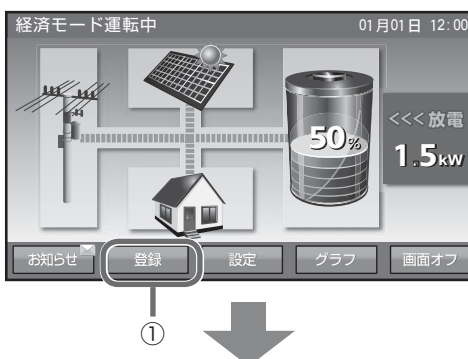 経済モード運転中 01月01日 12:00
<<< 放電
50%
1.5kw
お知らせ 登録 設定 グラフ 画面オフ
①